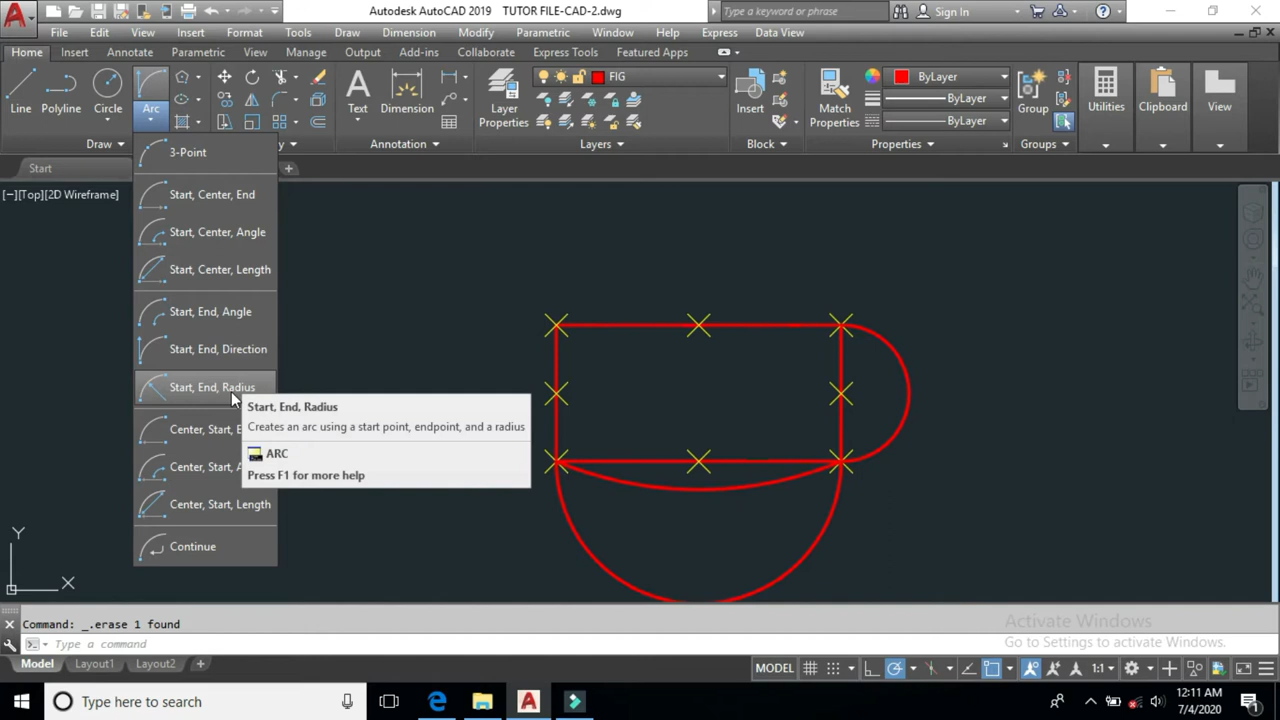 Autodesk AutoCAD 2019 TUTOR FILE-CAD-2.dwg
Type a keyword or phrase
Sign In
File Edit View Insert Format Tools Draw Dimension Modify Parametric Window Help Express Data View
Home Insert Annotate Parametric View Manage Output Add-ins Collaborate Express Tools Featured Apps
FIG
ByLayer
ByLayer
ByLayer
Line Polyline Circle Arc Text Dimension Layer Properties Insert Match Properties Group Utilities Clipboard View
Draw Annotation Layers Block Properties Groups
Start
[−][Top][2D Wireframe]
3-Point
Start, Center, End
Start, Center, Angle
Start, Center, Length
Start, End, Angle
Start, End, Direction
Start, End, Radius
Start, End, Radius
Creates an arc using a start point, endpoint, and a radius
ARC
Press F1 for more help
Center, Start,
Center, Start,
Center, Start, Length
Continue
Y
X
Command: _.erase 1 found
Type a command
Activate Windows
Go to Settings to activate Windows.
Model Layout1 Layout2
MODEL
1:1
Type here to search
12:11 AM
7/4/2020